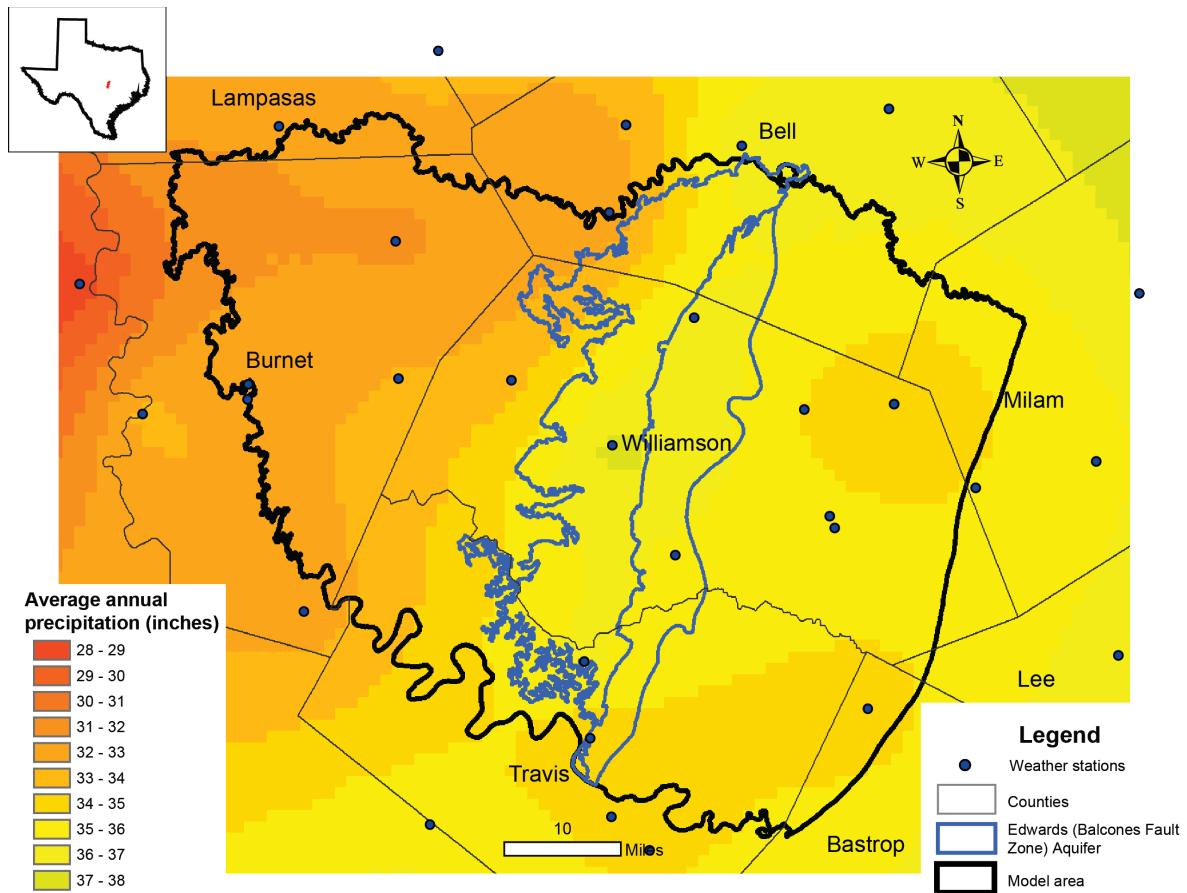 Lampasas
Bell
N
W
E
S
Burnet
Milam
Williamson
Average annual
precipitation (inches)
28 - 29
29 - 30
30 - 31
31 - 32
32 - 33
33 - 34
34 - 35
35 - 36
36 - 37
37 - 38
Lee
Travis
10
Miles
Bastrop
Legend
Weather stations
Counties
Edwards (Balcones Fault
Zone) Aquifer
Model area